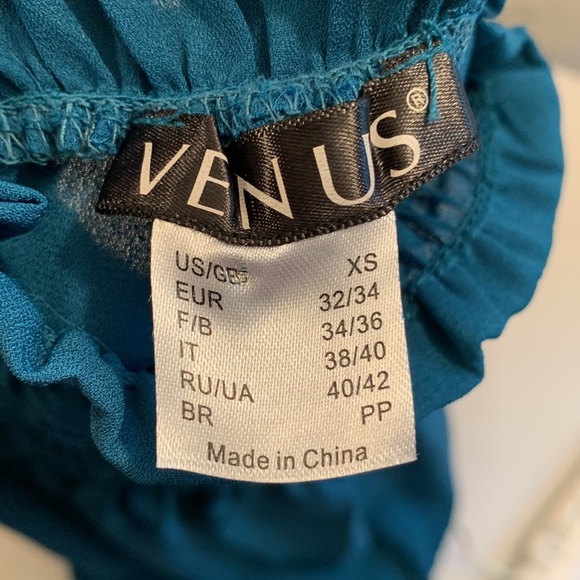 VENUS®
US/GB XS
EUR 32/34
F/B 34/36
IT 38/40
RU/UA 40/42
BR PP
Made in China